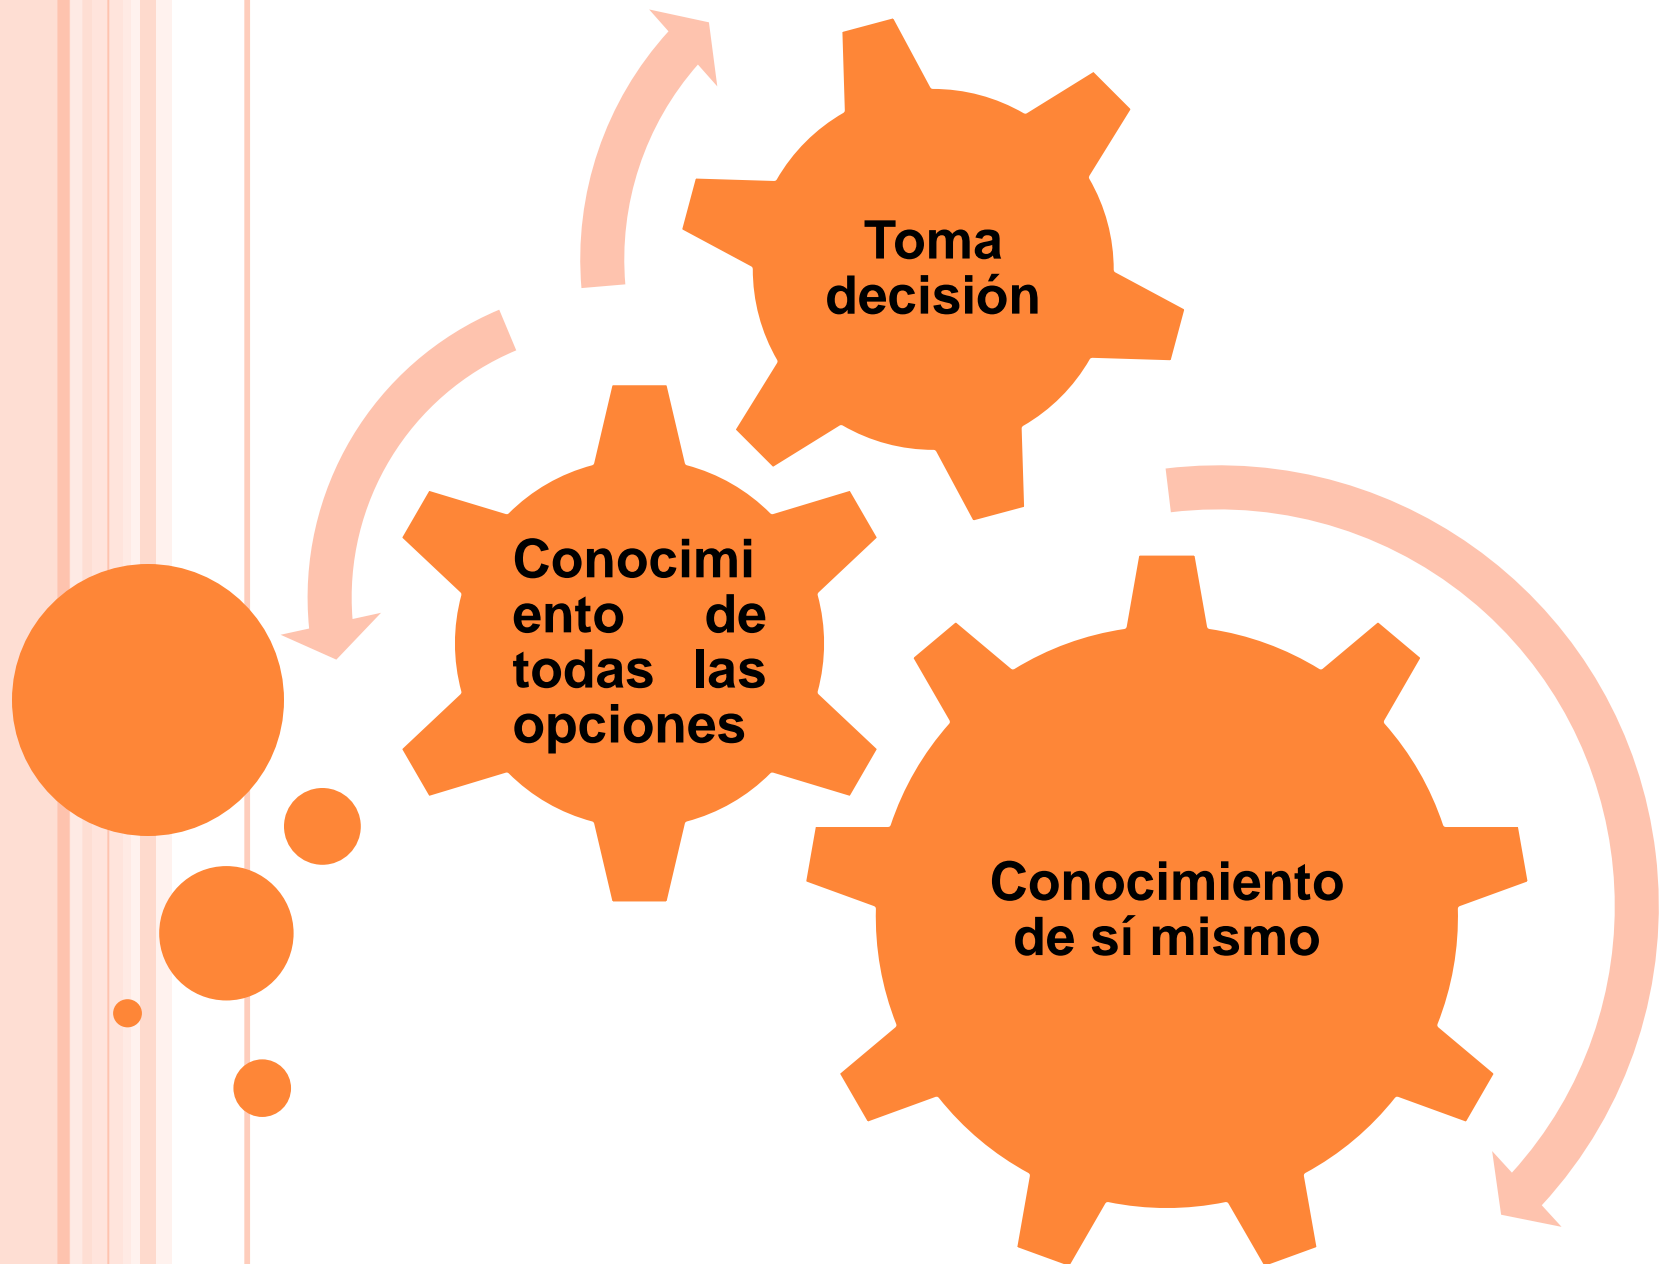 Toma
decisión
Conocimi
ento de
todas las
opciones
Conocimiento
de sí mismo